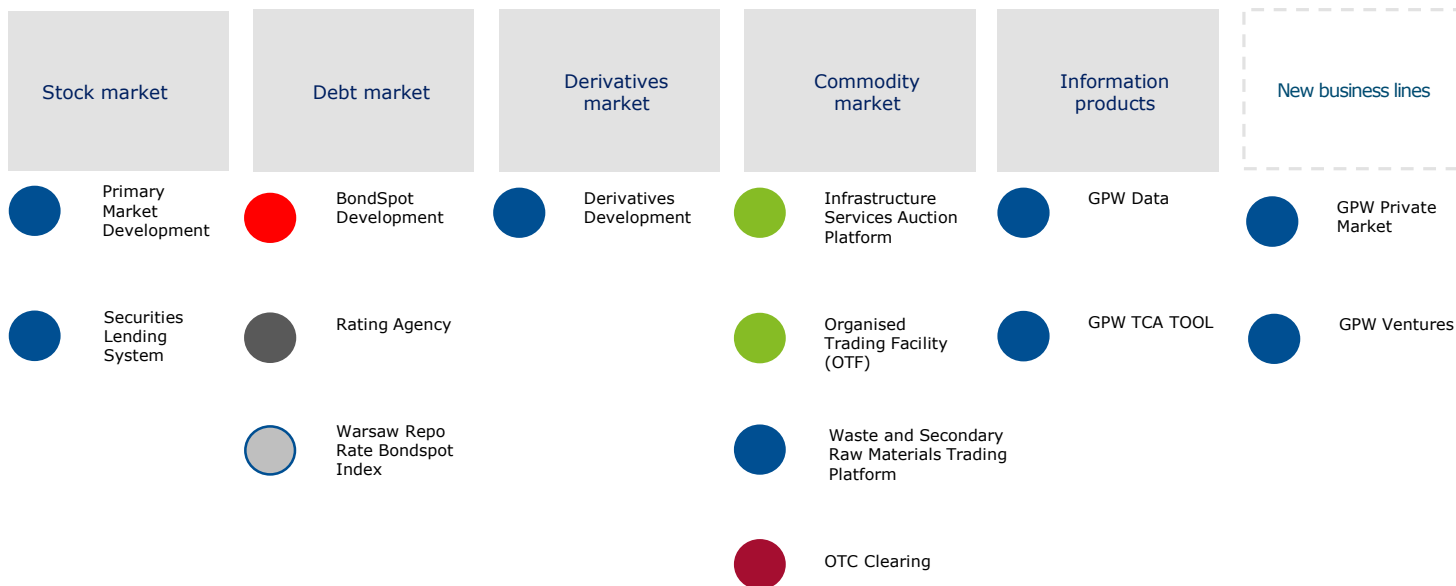 Stock market
Debt market
Derivatives
market
Commodity
market
Information
products
New business lines
Primary
Market
Development
BondSpot
Development
Derivatives
Development
Infrastructure
Services Auction
Platform
GPW Data
GPW Private
Market
Securities
Lending
System
Rating Agency
Organised
Trading Facility
(OTF)
GPW TCA TOOL
GPW Ventures
Warsaw Repo
Rate Bondspot
Index
Waste and Secondary
Raw Materials Trading
Platform
OTC Clearing